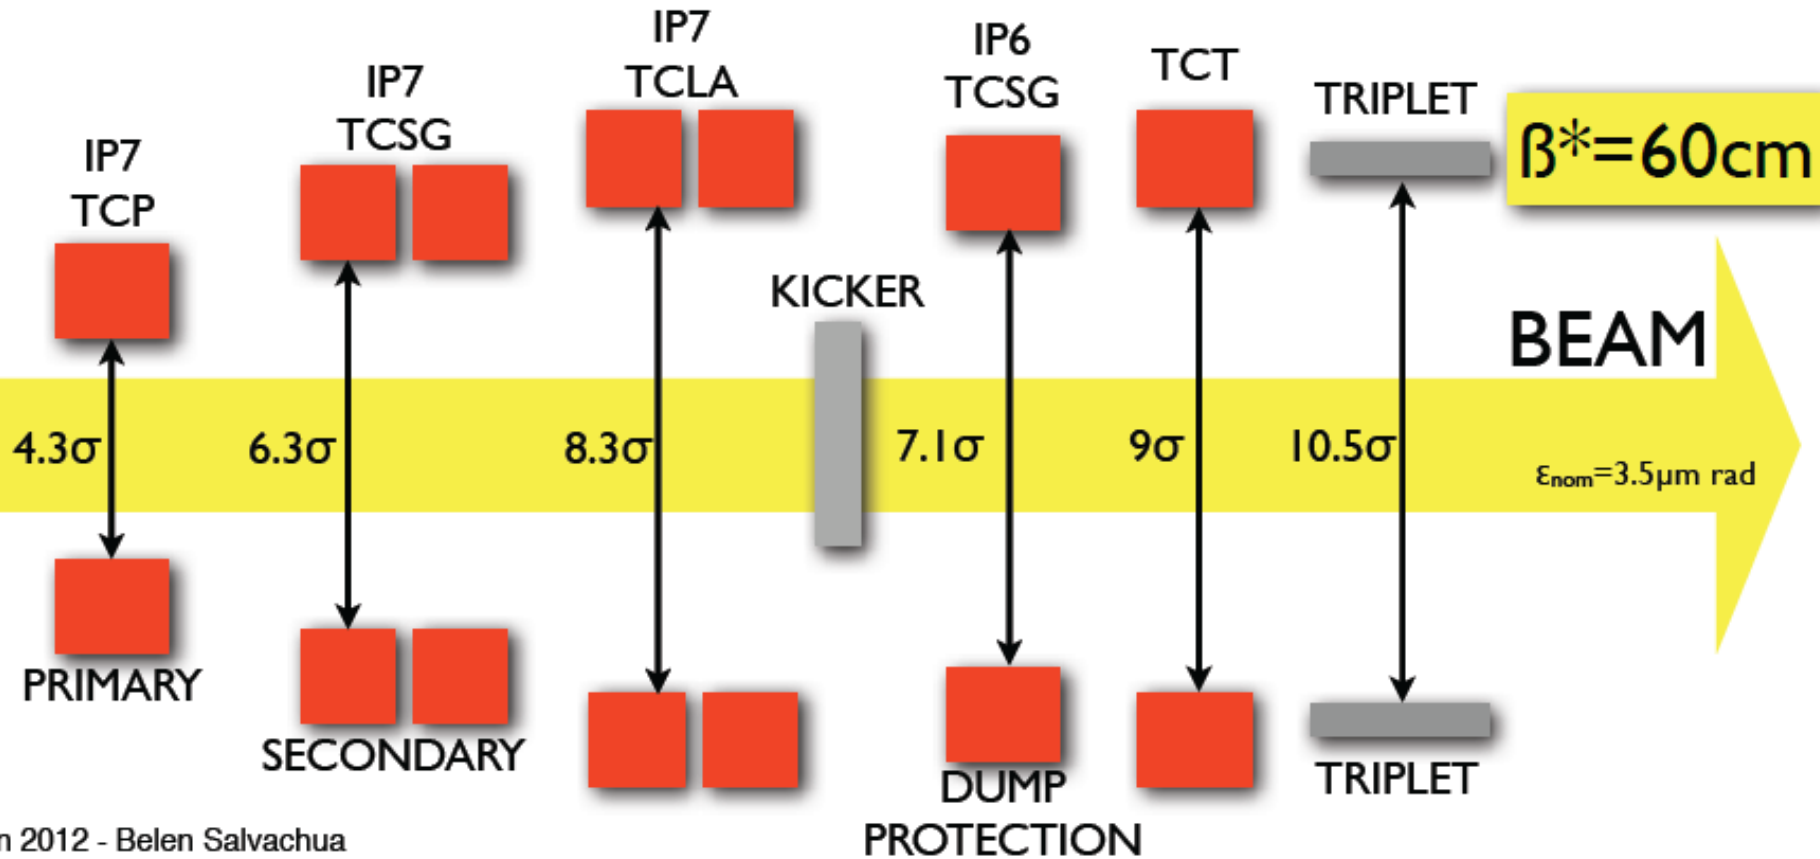 IP7
TCP
IP7
TCSG
IP7
TCLA
IP6
TCSG
TCT
TRIPLET
ß*=60cm
KICKER
BEAM
4.3σ
6.3σ
8.3σ
7.1σ
9σ
10.5σ
εnom=3.5µm rad
PRIMARY
SECONDARY
DUMP
PROTECTION
TRIPLET
2012 - Belen Salvachua